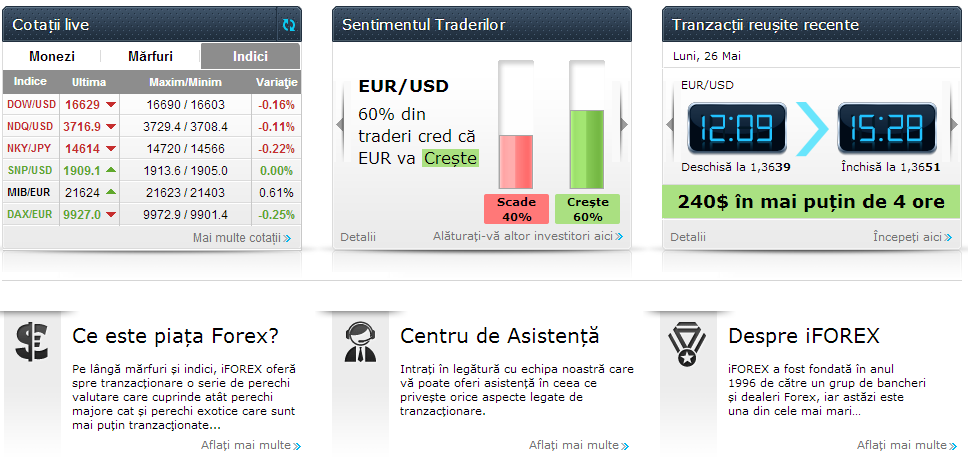 Cotații live
Monezi Mărfuri Indici
Indice Ultima Maxim/Minim Variaţie
DOW/USD 16629 16690 / 16603 -0.16%
NDQ/USD 3716.9 3729.4 / 3708.4 -0.11%
NKY/JPY 14614 14720 / 14566 -0.22%
SNP/USD 1909.1 1913.6 / 1905.0 0.00%
MIB/EUR 21624 21623 / 21403 0.61%
DAX/EUR 9927.0 9972.9 / 9901.4 -0.25%
Mai multe cotații
Sentimentul Traderilor
EUR/USD
60% din
traderi cred că
EUR va Crește
Scade
40%
Crește
60%
Detalii Alăturați-vă altor investitori aici
Tranzacții reușite recente
Luni, 26 Mai
EUR/USD
12:09 15:28
Deschisă la 1,3639 Închisă la 1,3651
240$ în mai puțin de 4 ore
Detalii Începeți aici
Ce este piața Forex?
Pe lângă mărfuri și indici, iFOREX oferă
spre tranzacționare o serie de perechi
valutare care cuprinde atât perechi
majore cat și perechi exotice care sunt
mai puțin tranzacționate...
Aflați mai multe
Centru de Asistență
Intrați în legătură cu echipa noastră care
vă poate oferi asistență în ceea ce
privește orice aspecte legate de
tranzacționare.
Aflați mai multe
Despre iFOREX
iFOREX a fost fondată în anul
1996 de către un grup de bancheri
și dealeri Forex, iar astăzi este
una din cele mai mari...
Aflați mai multe